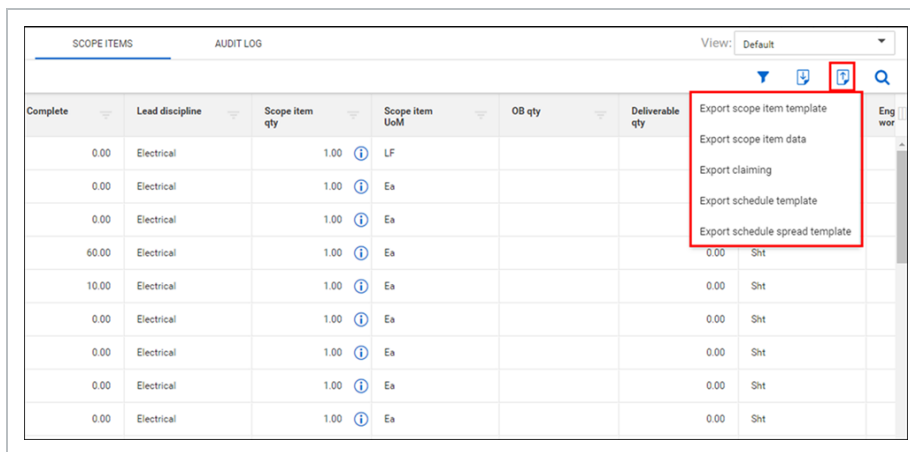 SCOPE ITEMS AUDIT LOG View: Default
Complete Lead discipline Scope item qty Scope item UoM OB qty Deliverable qty Eng wor
Export scope item template
Export scope item data
Export claiming
Export schedule template
Export schedule spread template
0.00 Electrical 1.00 LF
0.00 Electrical 1.00 Ea
0.00 Electrical 1.00 Ea
60.00 Electrical 1.00 Ea 0.00 Sht
10.00 Electrical 1.00 Ea 0.00 Sht
0.00 Electrical 1.00 Ea 0.00 Sht
0.00 Electrical 1.00 Ea 0.00 Sht
0.00 Electrical 1.00 Ea 0.00 Sht
0.00 Electrical 1.00 Ea 0.00 Sht